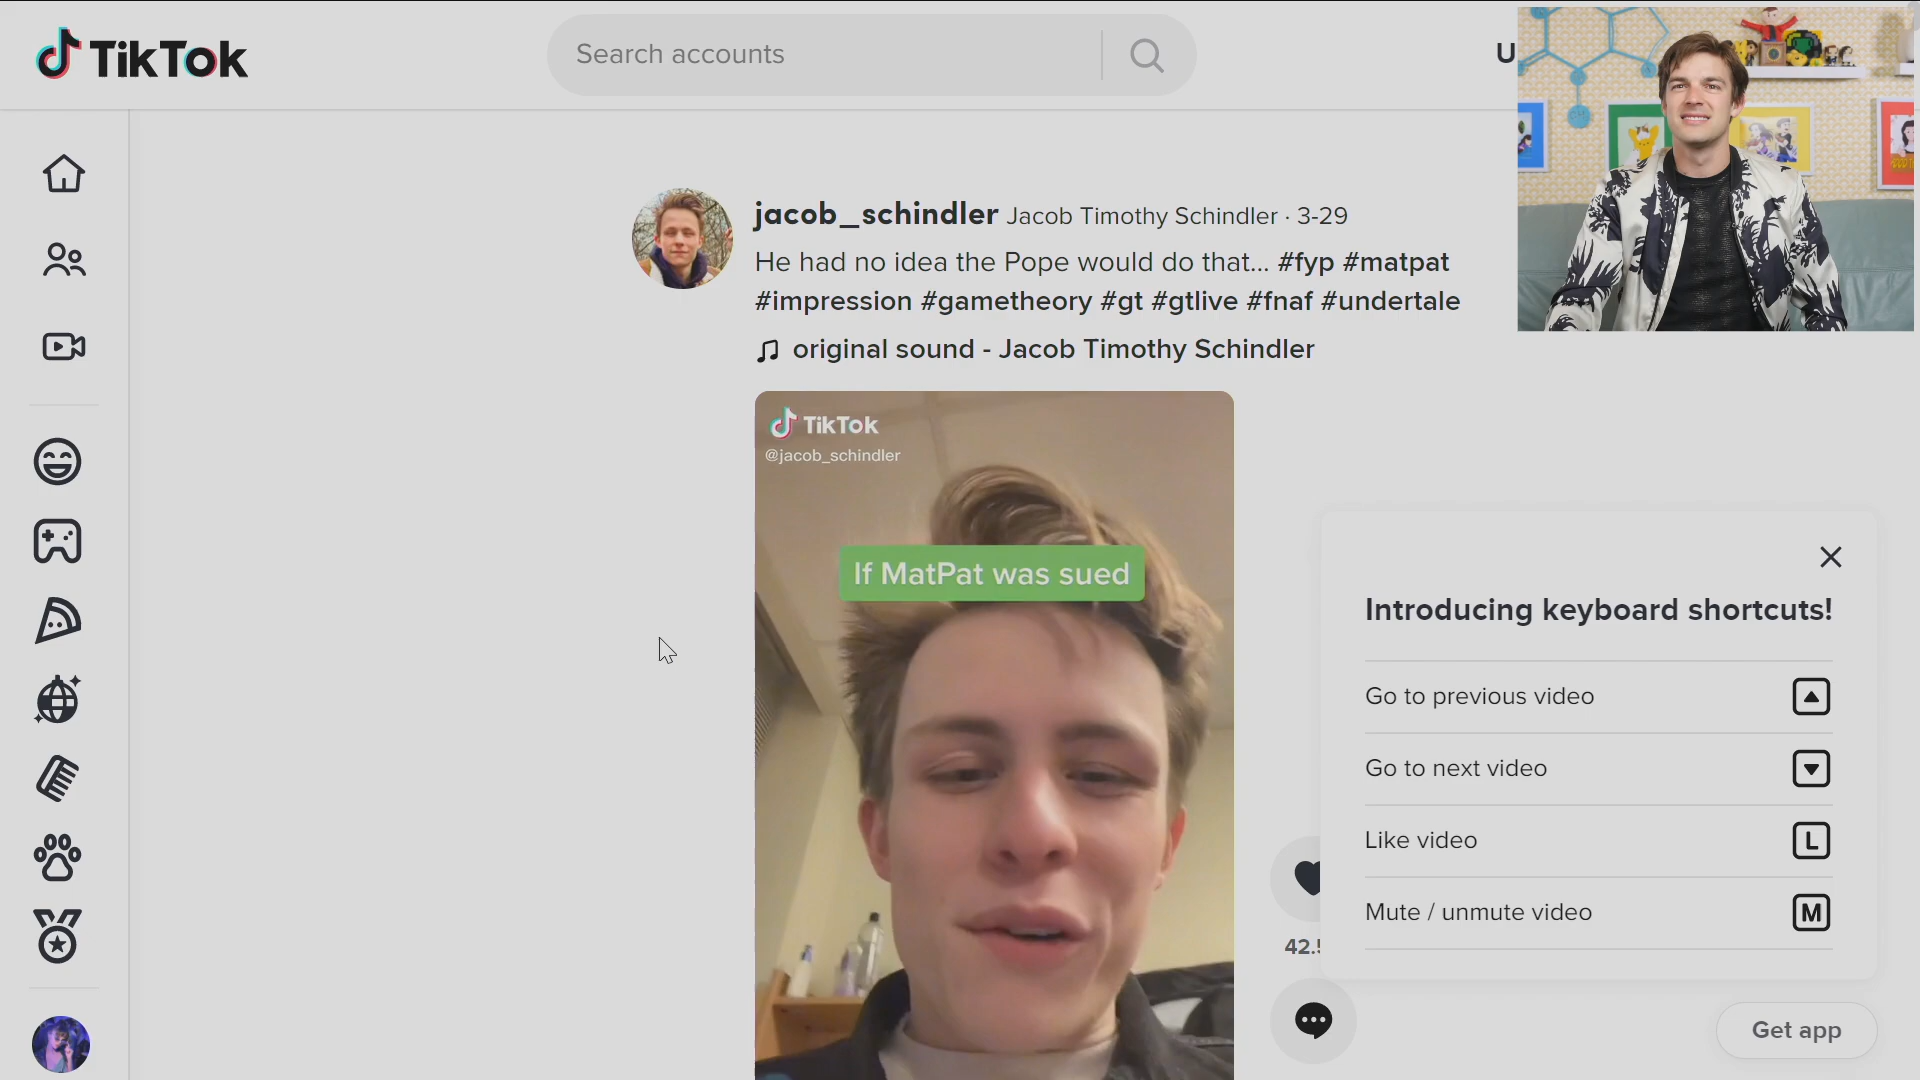 TikTok
Search accounts
U
jacob_schindler Jacob Timothy Schindler · 3-29
He had no idea the Pope would do that... #fyp #matpat
#impression #gametheory #gt #gtlive #fnaf #undertale
original sound - Jacob Timothy Schindler
TikTok
@jacob_schindler
If MatPat was sued
Introducing keyboard shortcuts!
Go to previous video
Go to next video
Like video L
Mute / unmute video M
42.5
Get app